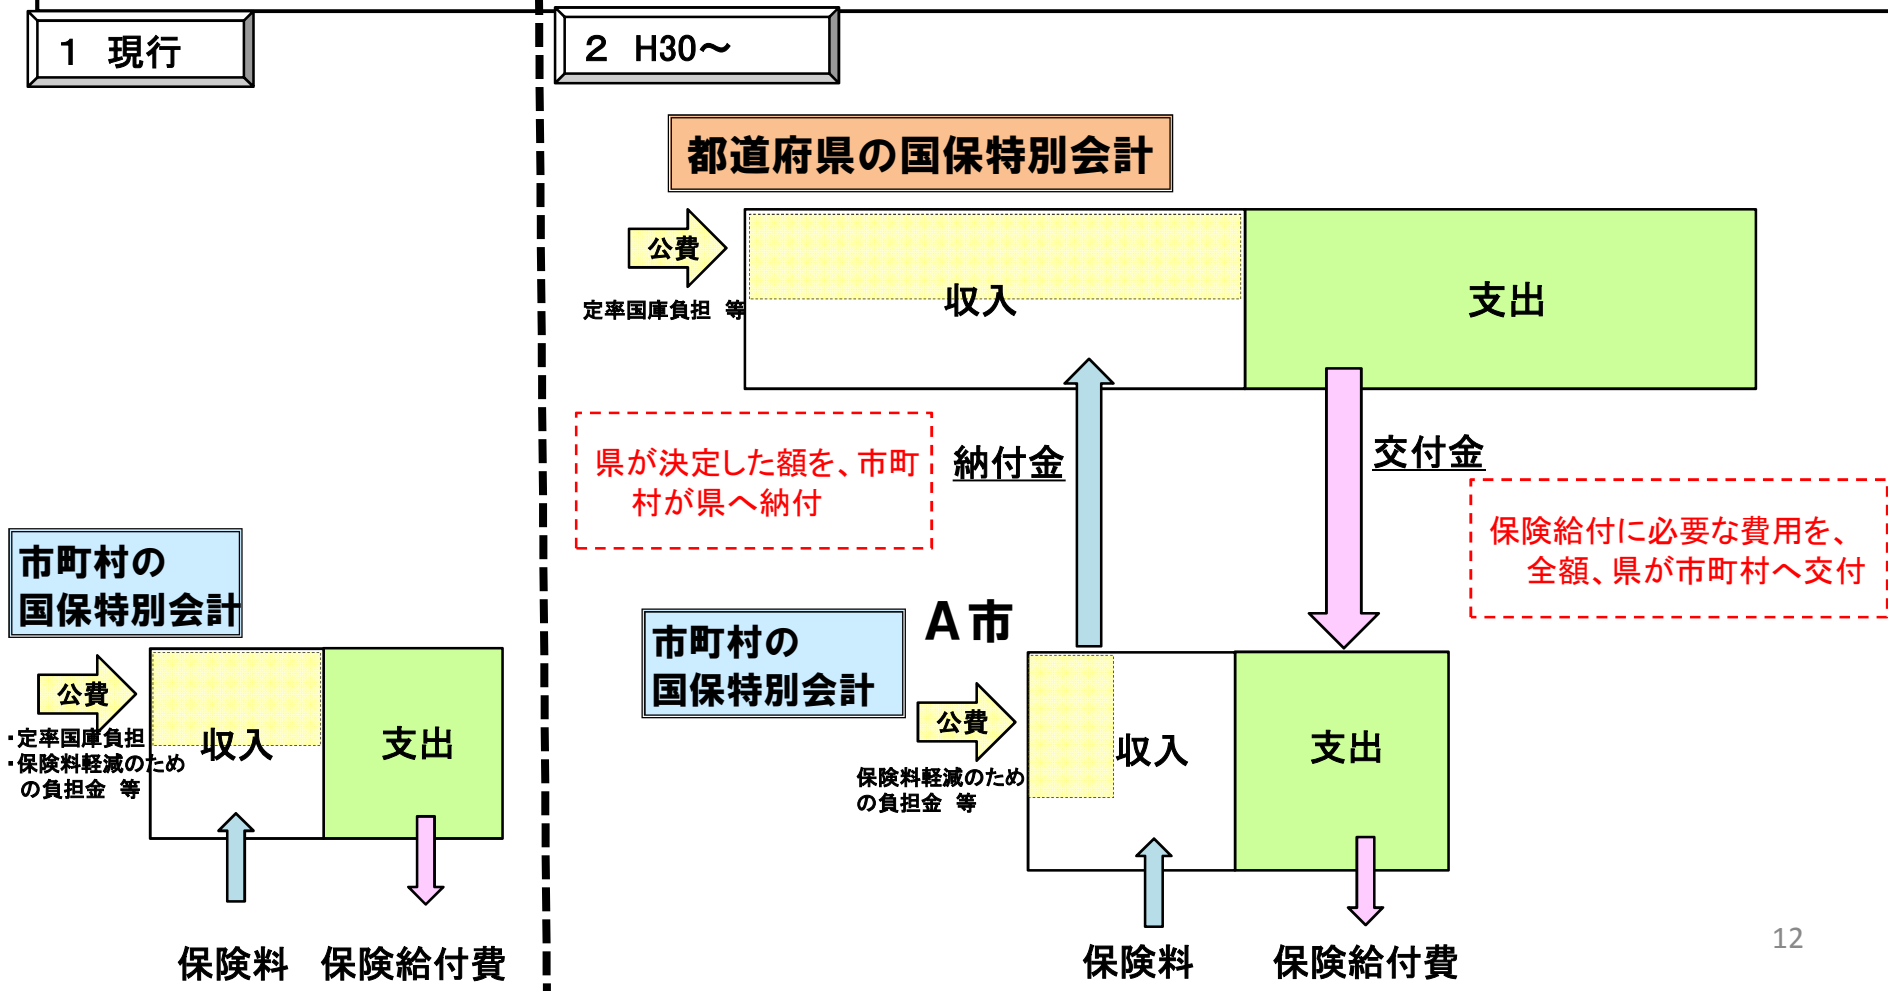 1 現行
市町村の
国保特別会計
公費
・定率国庫負担
・保険料軽減のため
の負担金 等
収入
支出
保険料
保険給付費
2 H30～
都道府県の国保特別会計
公費
定率国庫負担 等
収入
支出
県が決定した額を、市町
村が県へ納付
納付金
交付金
保険給付に必要な費用を、
全額、県が市町村へ交付
市町村の
国保特別会計
A市
公費
保険料軽減のため
の負担金 等
収入
支出
保険料
保険給付費
12